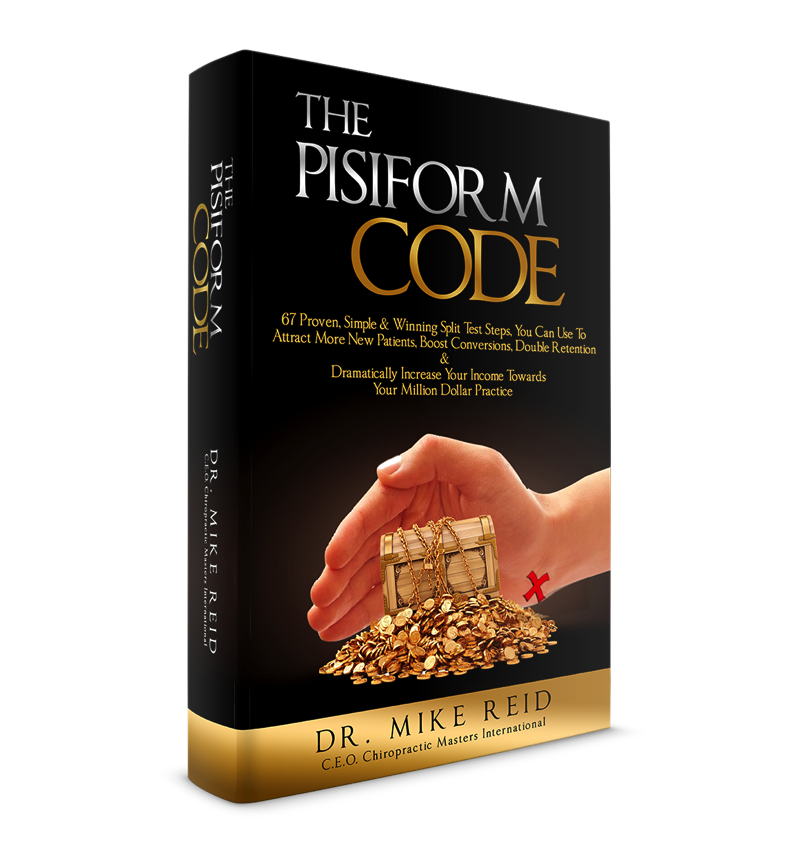 THE
PISIFORM
CODE
67 Proven, Simple & Winning Split Test Steps, You Can Use To
Attract More New Patients, Boost Conversions, Double Retention
&
Dramatically Increase Your Income Towards
Your Million Dollar Practice
X
DR. MIKE REID
C.E.O. Chiropractic Masters International
THE
PISIFORM
CODE
DR. MIKE REID
C.E.O. Chiropractic Masters International